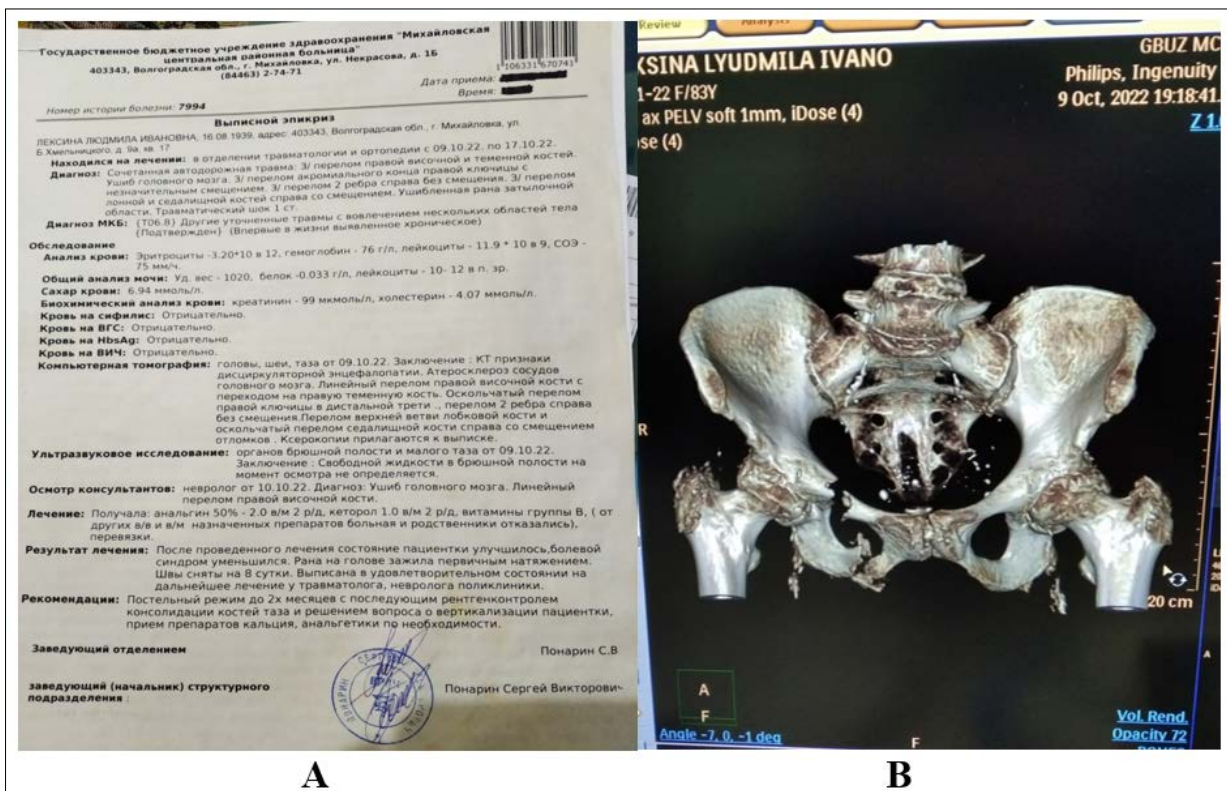 Государственное бюджетное учреждение здравоохранения "Михайловская
центральная районная больница"
403343, Волгоградская обл., г. Михайловка, ул. Некрасова, д. 1Б
(84463) 2-74-71
1106331670741
Дата приема:
Время:
Номер истории болезни: 7994
Выписной эпикриз
ЛЕКСИНА ЛЮДМИЛА ИВАНОВНА, 16.08.1939, адрес: 403343, Волгоградская обл., г. Михайловка, ул.
Б.Хмельницкого, д. 9а, кв. 17
Находился на лечении: в отделении травматологии и ортопедии с 09.10.22. по 17.10.22.
Диагноз: Сочетанная автодорожная травма: З/ перелом правой височной и теменной костей.
Ушиб головного мозга. З/ перелом акромиального конца правой ключицы с
незначительным смещением. З/ перелом 2 ребра справа без смещения. З/ перелом
лонной и седалищной костей справа со смещением. Ушибленная рана затылочной
области. Травматический шок 1 ст.
Диагноз МКБ: {T06.8} Другие уточненные травмы с вовлечением нескольких областей тела
{Подтвержден} (Впервые в жизни выявленное хроническое)
Обследование
Анализ крови: Эритроциты -3.20*10 в 12, гемоглобин - 76 г/л, лейкоциты - 11.9 * 10 в 9, СОЭ -
75 мм/ч.
Общий анализ мочи: Уд. вес - 1020, белок -0.033 г/л, лейкоциты - 10- 12 в п. зр.
Сахар крови: 6.94 ммоль/л.
Биохимический анализ крови: креатинин - 99 мкмоль/л, холестерин - 4.07 ммоль/л.
Кровь на сифилис: Отрицательно.
Кровь на ВГС: Отрицательно.
Кровь на HbsAg: Отрицательно.
Кровь на ВИЧ: Отрицательно.
Компьютерная томография: головы, шеи, таза от 09.10.22. Заключение : КТ признаки
дисциркуляторной энцефалопатии. Атеросклероз сосудов
головного мозга. Линейный перелом правой височной кости с
переходом на правую теменную кость. Оскольчатый перелом
правой ключицы в дистальной трети ., перелом 2 ребра справа
без смещения.Перелом верхней ветви лобковой кости и
оскольчатый перелом седалищной кости справа со смещением
отломков . Ксерокопии прилагаются к выписке.
Ультразвуковое исследование: органов брюшной полости и малого таза от 09.10.22.
Заключение : Свободной жидкости в брюшной полости на
момент осмотра не определяется.
Осмотр консультантов: невролог от 10.10.22. Диагноз: Ушиб головного мозга. Линейный
перелом правой височной кости.
Лечение: Получала: анальгин 50% - 2.0 в/м 2 р/д, кеторол 1.0 в/м 2 р/д, витамины группы В, ( от
других в/в и в/м назначенных препаратов больная и родственники отказались),
перевязки.
Результат лечения: После проведенного лечения состояние пациентки улучшилось,болевой
синдром уменьшился. Рана на голове зажила первичным натяжением.
Швы сняты на 8 сутки. Выписана в удовлетворительном состоянии на
дальнейшее лечение у травматолога, невролога поликлиники.
Рекомендации: Постельный режим до 2х месяцев с последующим рентгенконтролем
консолидации костей таза и решением вопроса о вертикализации пациентки,
прием препаратов кальция, анальгетики по необходимости.
Заведующий отделением Понарин С.В
заведующий (начальник) структурного
подразделения : Понарин Сергей Викторович
ПОНАРИН
A
Review
Analysis
KSINA LYUDMILA IVANO
1-22 F/83Y
ax PELV soft 1mm, iDose (4)
se (4)
GBUZ MC
Philips, Ingenuity
9 Oct, 2022 19:18:41
Z 1.
R
20 cm
A
F
Angle -7, 0, -1 deg
F
Vol. Rend.
Opacity 72
B